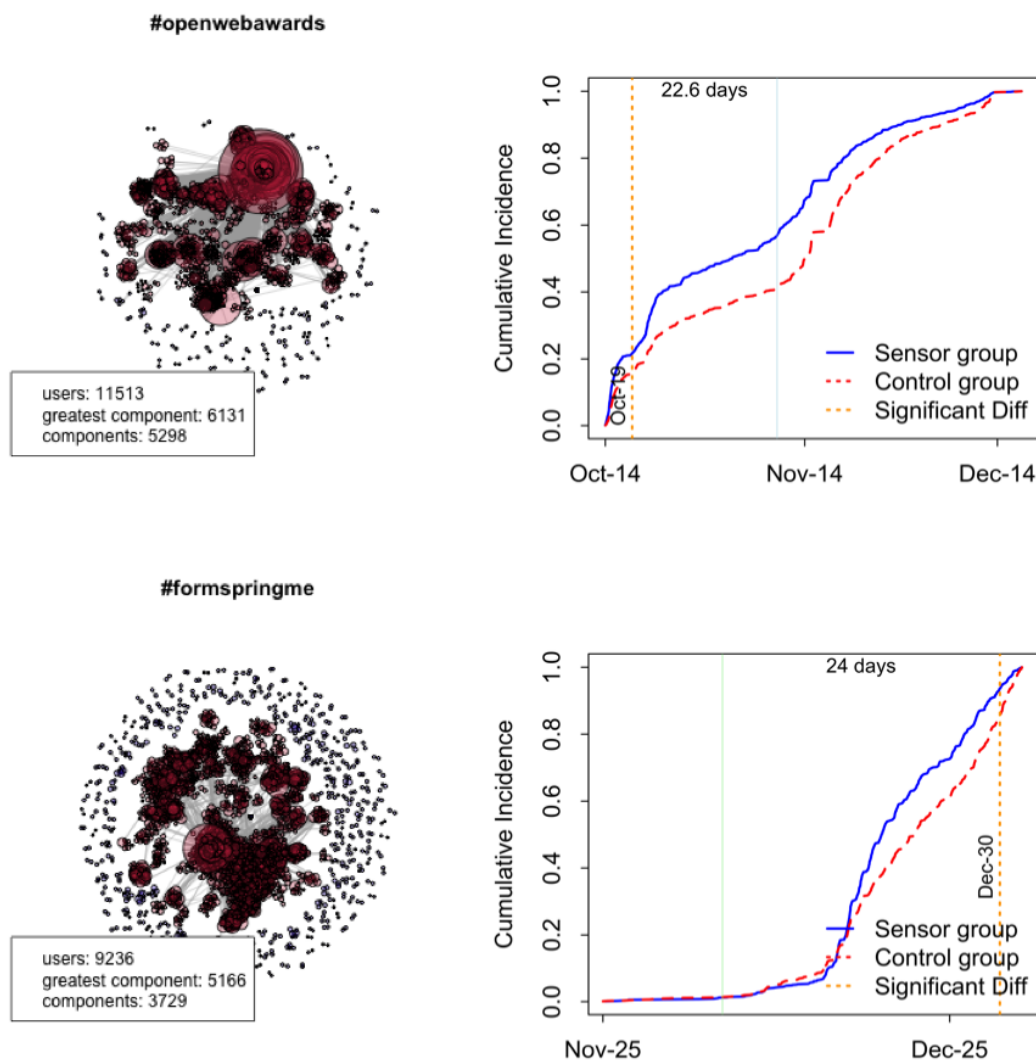 #openwebawards
users: 11513
greatest component: 6131
components: 5298
22.6 days
Cumulative Incidence
1.0
0.8
0.6
0.4
0.2
0.0
Oct-19
Sensor group
Control group
Significant Diff
Oct-14
Nov-14
Dec-14
#formspringme
users: 9236
greatest component: 5166
components: 3729
24 days
Cumulative Incidence
1.0
0.8
0.6
0.4
0.2
0.0
Dec-30
Sensor group
Control group
Significant Diff
Nov-25
Dec-25